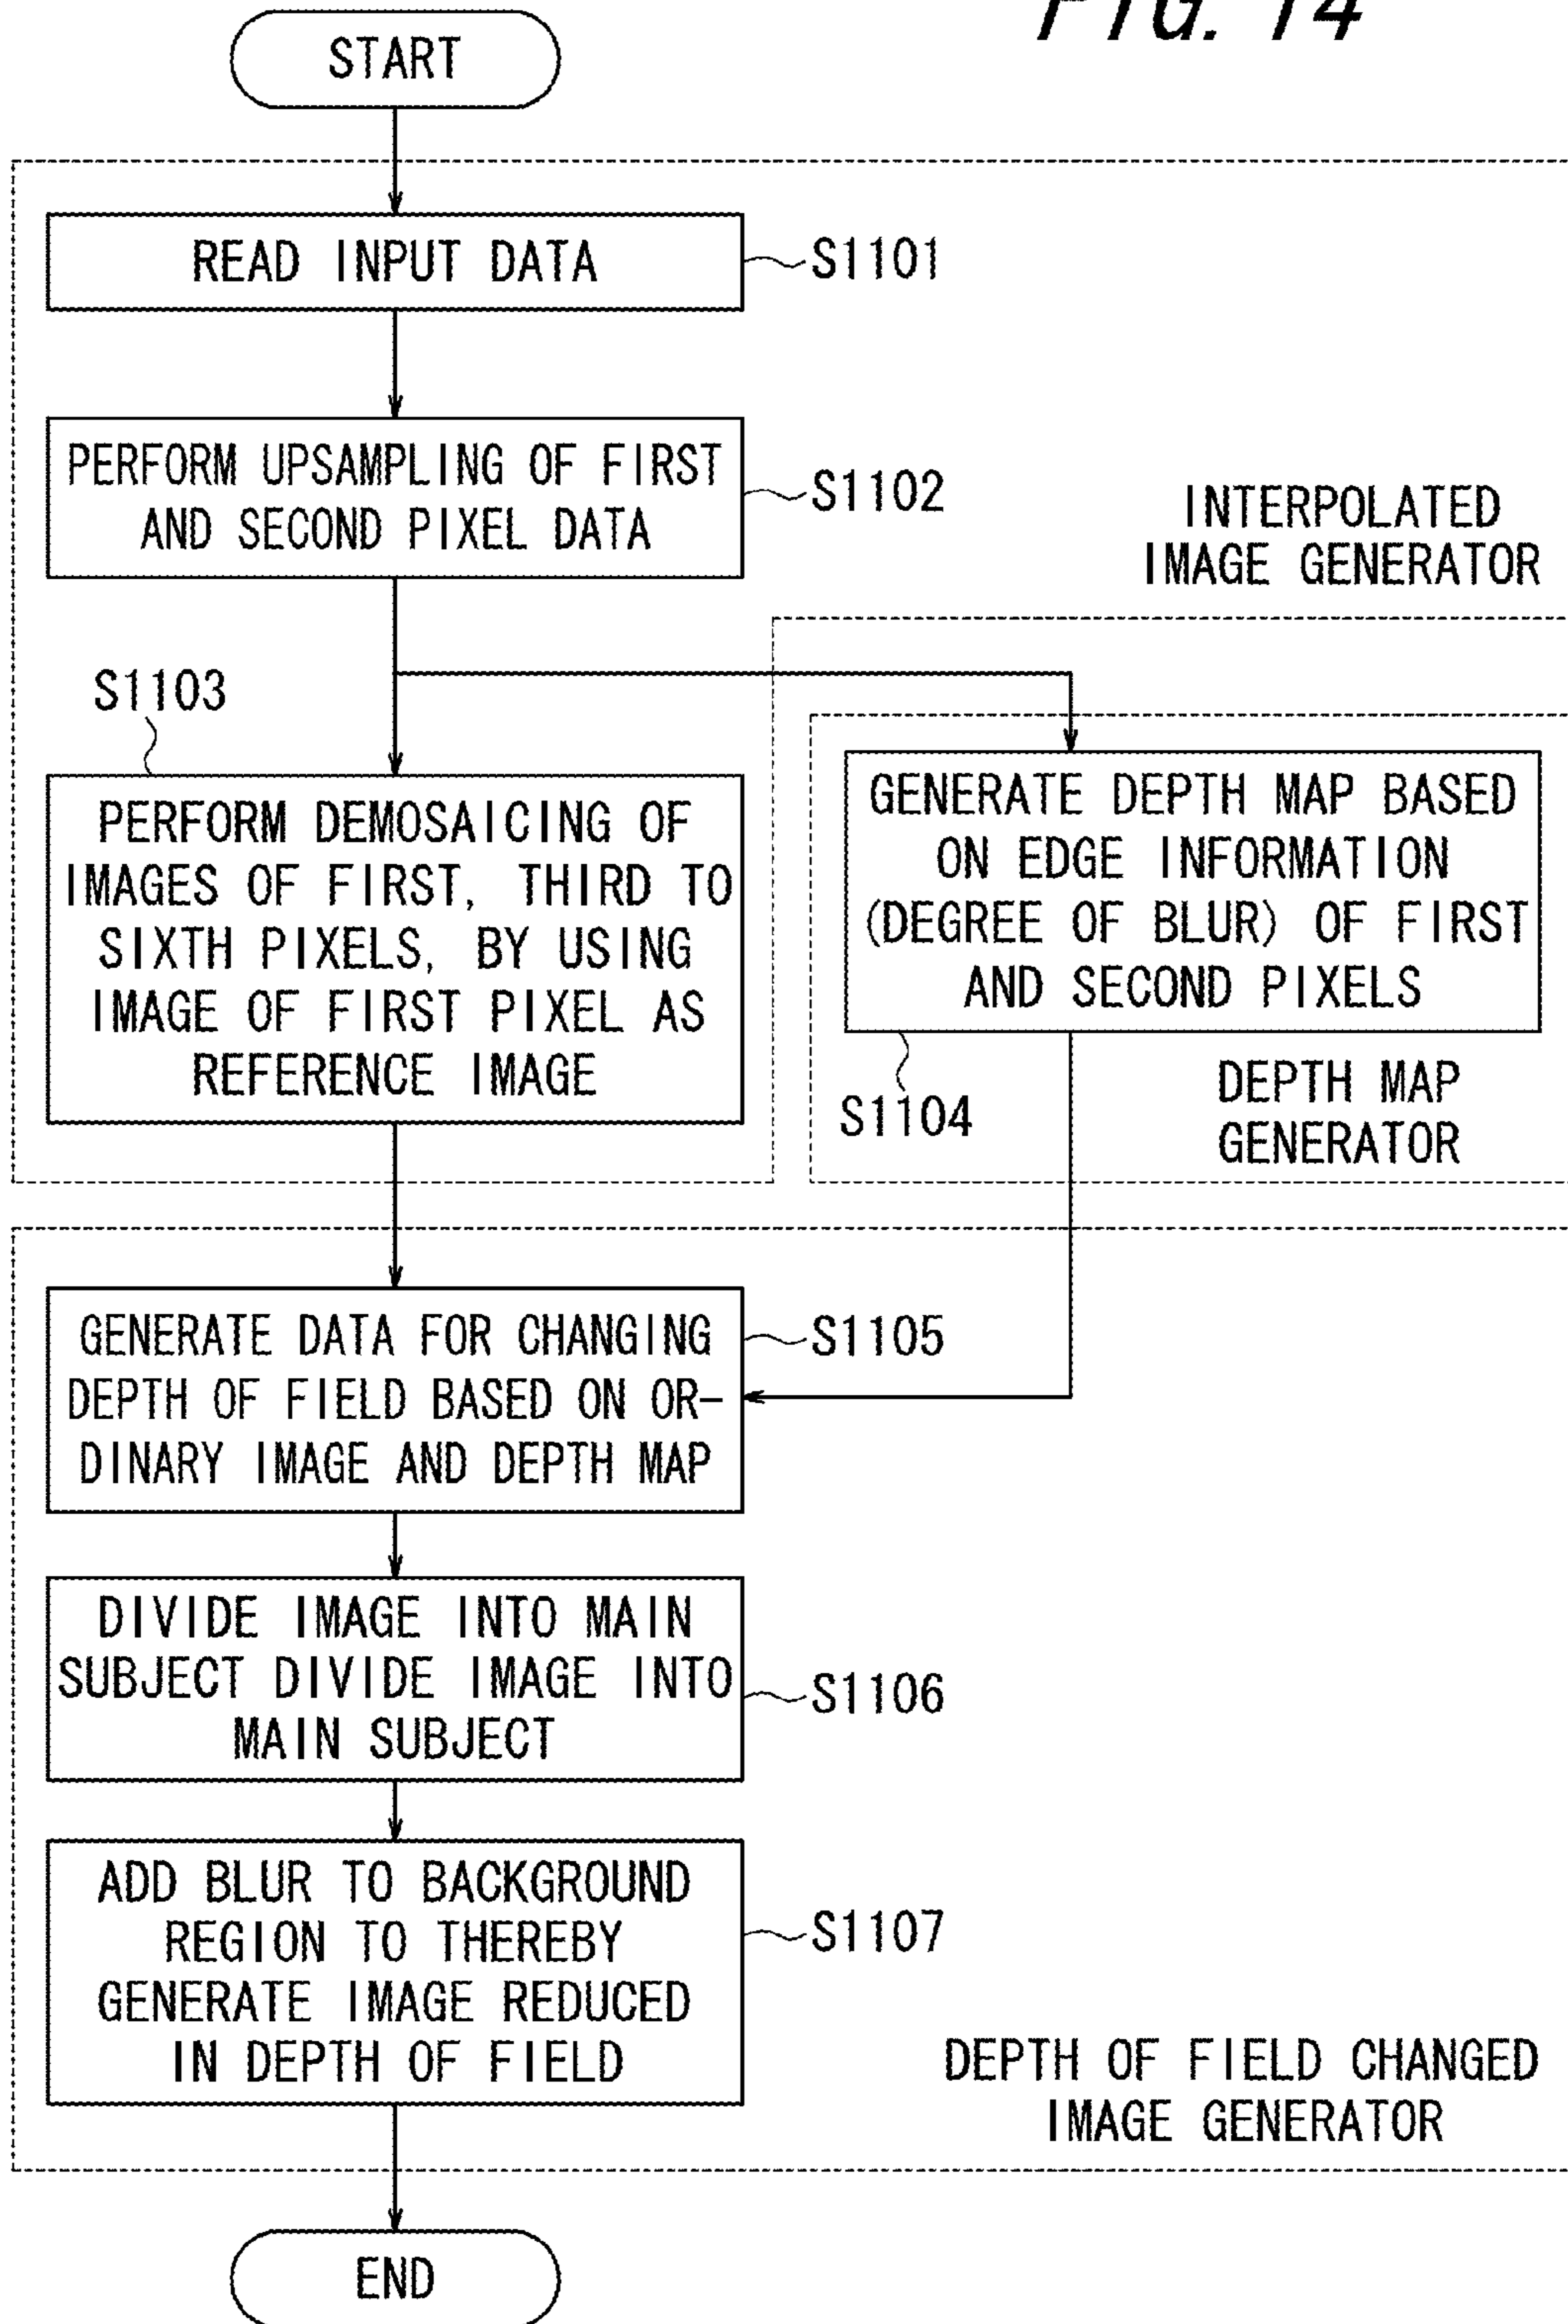 FIG. 14
START
READ INPUT DATA
S1101
PERFORM UPSAMPLING OF FIRST
AND SECOND PIXEL DATA
S1102
INTERPOLATED
IMAGE GENERATOR
S1103
PERFORM DEMOSAICING OF
IMAGES OF FIRST, THIRD TO
SIXTH PIXELS, BY USING
IMAGE OF FIRST PIXEL AS
REFERENCE IMAGE
GENERATE DEPTH MAP BASED
ON EDGE INFORMATION
(DEGREE OF BLUR) OF FIRST
AND SECOND PIXELS
S1104
DEPTH MAP
GENERATOR
GENERATE DATA FOR CHANGING
DEPTH OF FIELD BASED ON OR-
DINARY IMAGE AND DEPTH MAP
S1105
DIVIDE IMAGE INTO MAIN
SUBJECT DIVIDE IMAGE INTO
MAIN SUBJECT
S1106
ADD BLUR TO BACKGROUND
REGION TO THEREBY
GENERATE IMAGE REDUCED
IN DEPTH OF FIELD
S1107
DEPTH OF FIELD CHANGED
IMAGE GENERATOR
END